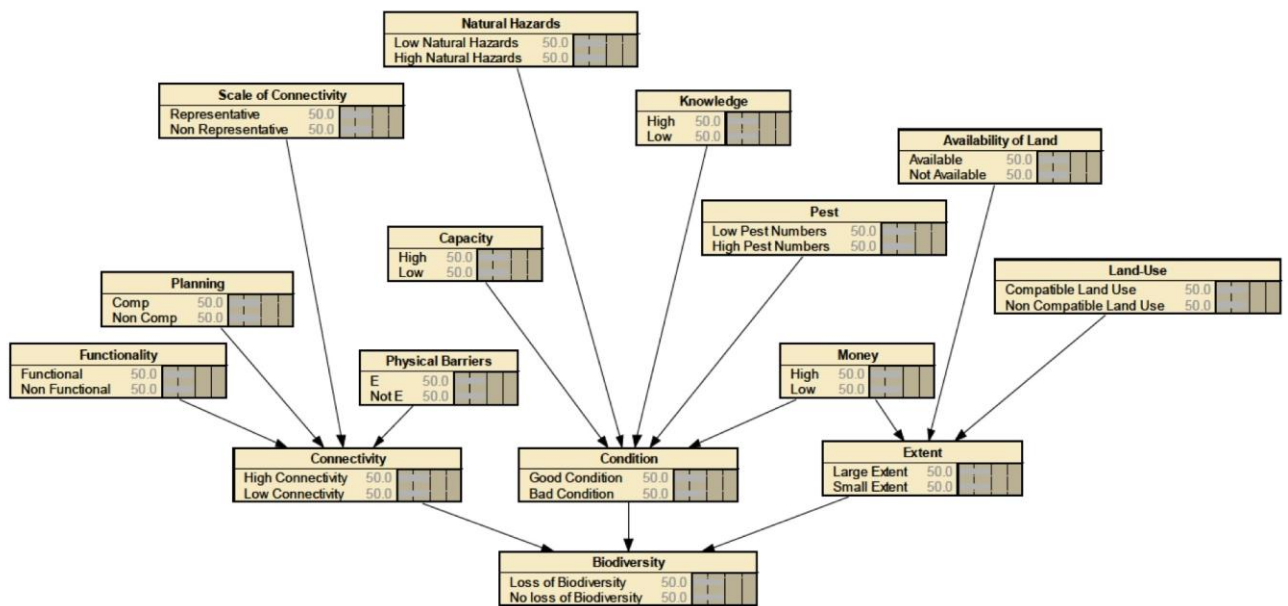 Natural Hazards
Low Natural Hazards 50.0
High Natural Hazards 50.0
Scale of Connectivity
Representative 50.0
Non Representative 50.0
Knowledge
High 50.0
Low 50.0
Availability of Land
Available 50.0
Not Available 50.0
Pest
Low Pest Numbers 50.0
High Pest Numbers 50.0
Capacity
High 50.0
Low 50.0
Land-Use
Compatible Land Use 50.0
Non Compatible Land Use 50.0
Planning
Comp 50.0
Non Comp 50.0
Functionality
Functional 50.0
Non Functional 50.0
Physical Barriers
E 50.0
Not E 50.0
Money
High 50.0
Low 50.0
Connectivity
High Connectivity 50.0
Low Connectivity 50.0
Condition
Good Condition 50.0
Bad Condition 50.0
Extent
Large Extent 50.0
Small Extent 50.0
Biodiversity
Loss of Biodiversity 50.0
No loss of Biodiversity 50.0